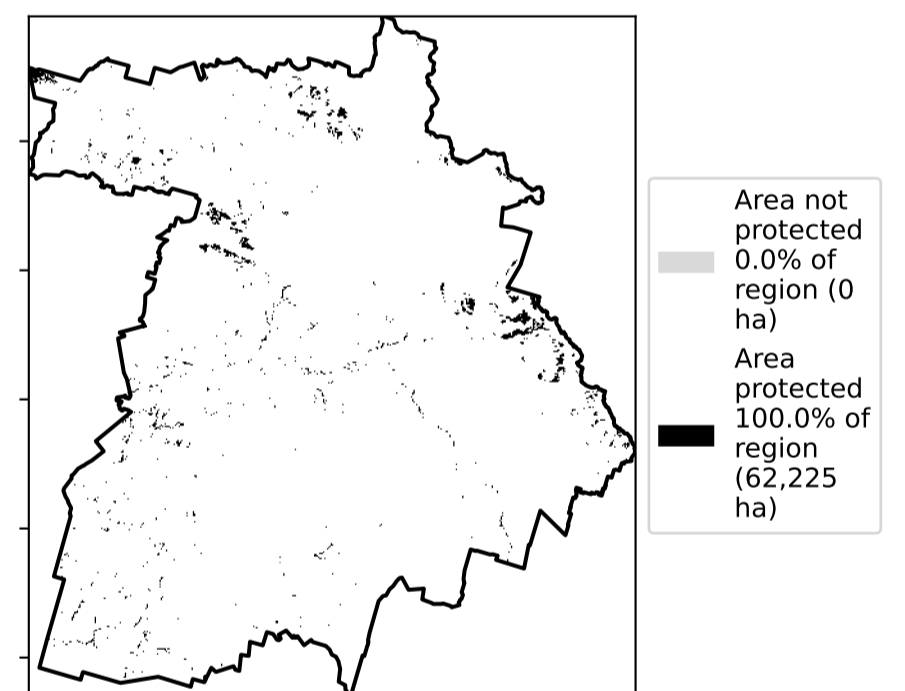 Area not
protected
0.0% of
region (0
ha)
Area
protected
100.0% of
region
(62,225
ha)